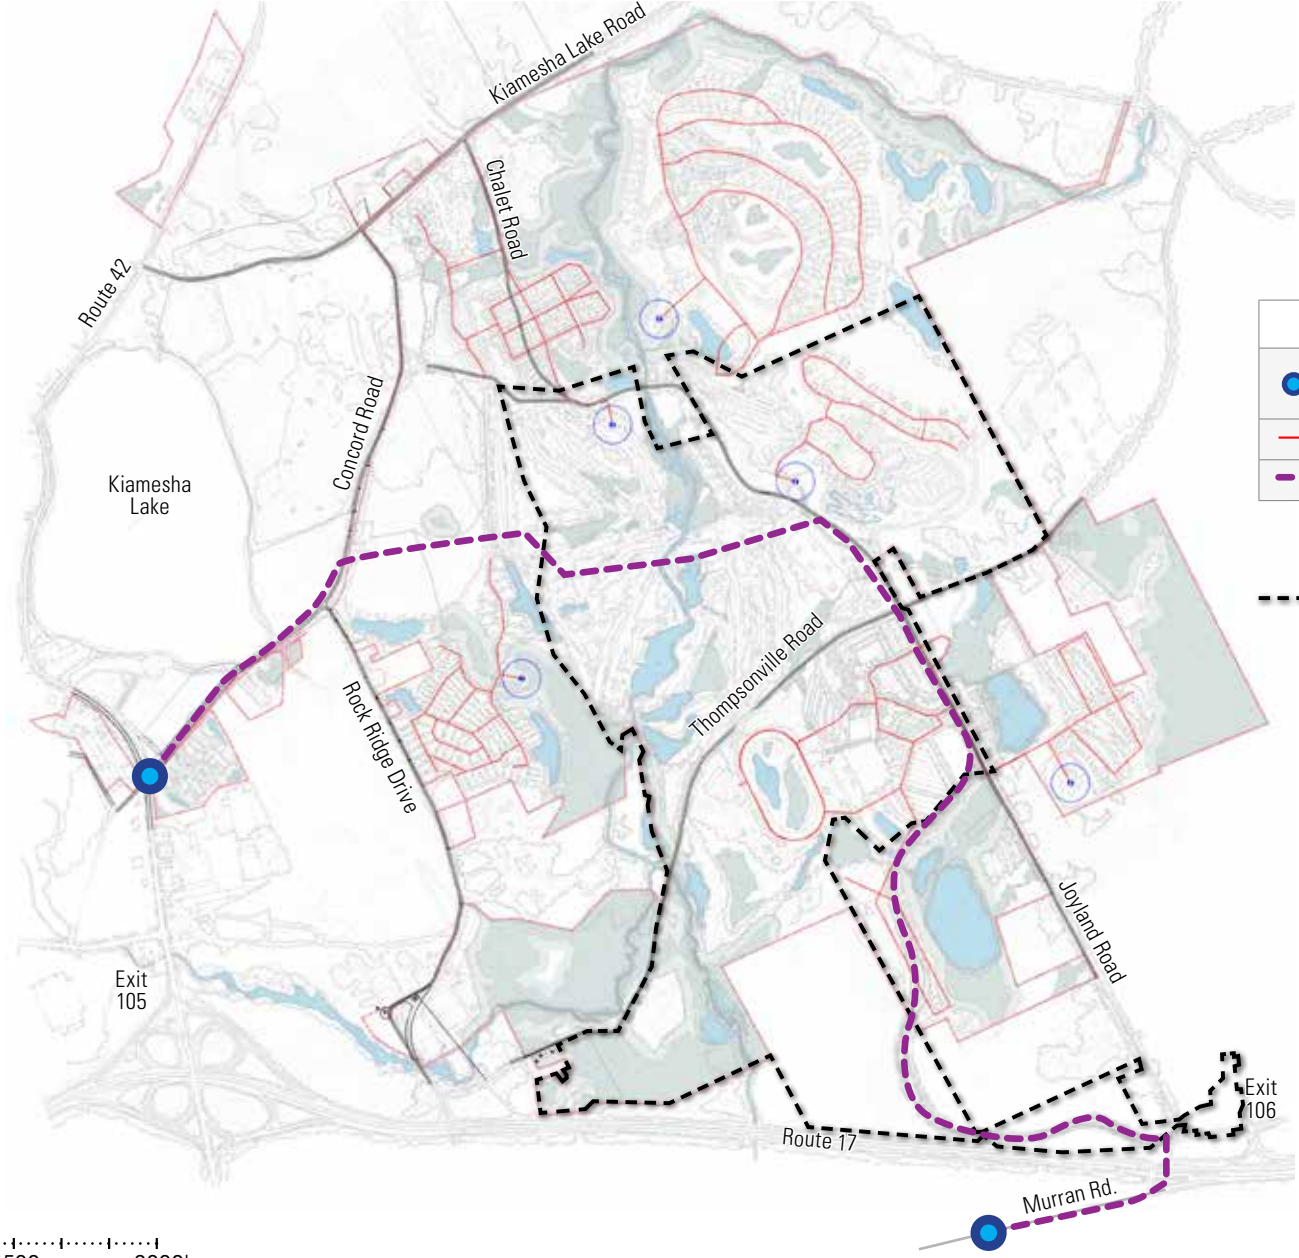 Kiamesha Lake Road
Chalet Road
Route 42
Concord Road
Kiamesha
Lake
Thompsonville Road
Rock Ridge Drive
Joyland Road
Exit
105
Exit
106
Route 17
Murran Rd.